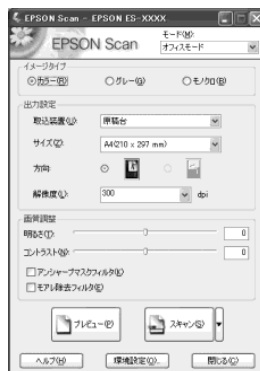 EPSON Scan - EPSON ES-XXXX
EPSON Scan
モード(M):
オフィスモード
イメージタイプ
カラー(R)
グレー(G)
モノクロ(B)
出力設定
取込装置(U):
原稿台
サイズ(Z):
A4(210 x 297 mm)
方向:
解像度(L):
300
dpi
画質調整
明るさ(I):
0
コントラスト(N):
0
アンシャープマスクフィルタ(K)
モアレ除去フィルタ(E)
プレビュー(P)
スキャン(S)
ヘルプ(H)
環境設定(O)...
閉じる(C)